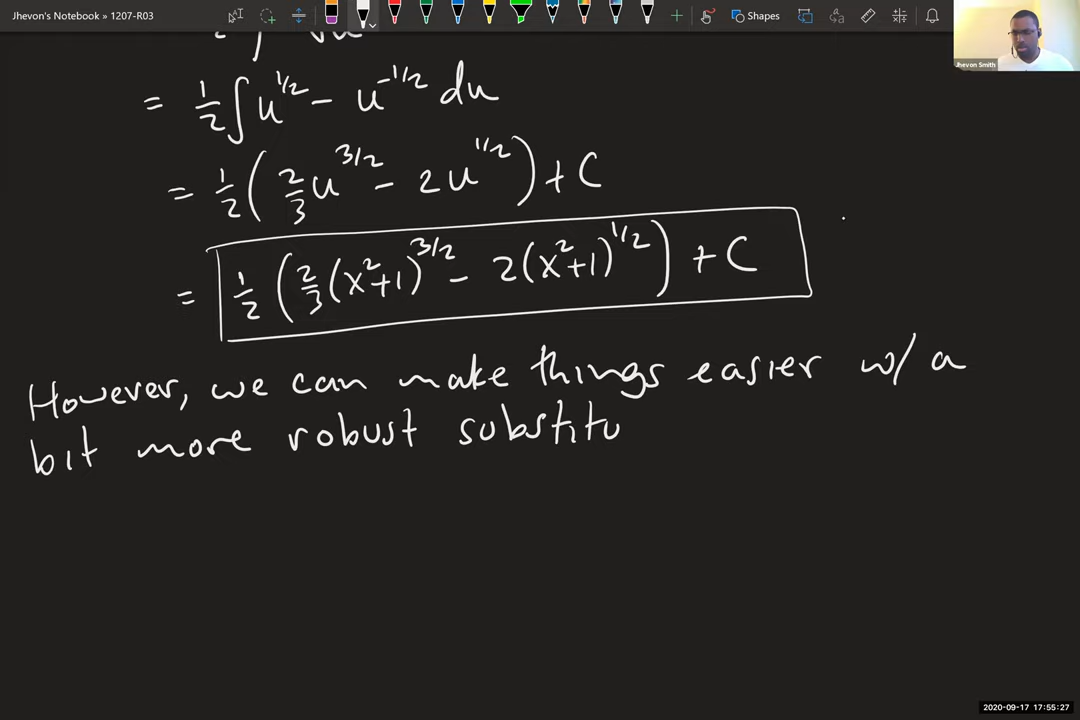 Jhevon's Notebook » 1207-R03
Shapes
Jhevon Smith
= 1/2 ∫ u^{1/2} - u^{-1/2} du
= 1/2 ( 2/3 u^{3/2} - 2u^{1/2} ) + C
= 1/2 ( 2/3 (x^2+1)^{3/2} - 2(x^2+1)^{1/2} ) + C
However, we can make things easier w/ a
bit more robust substitu
2020-09-17 17:55:27